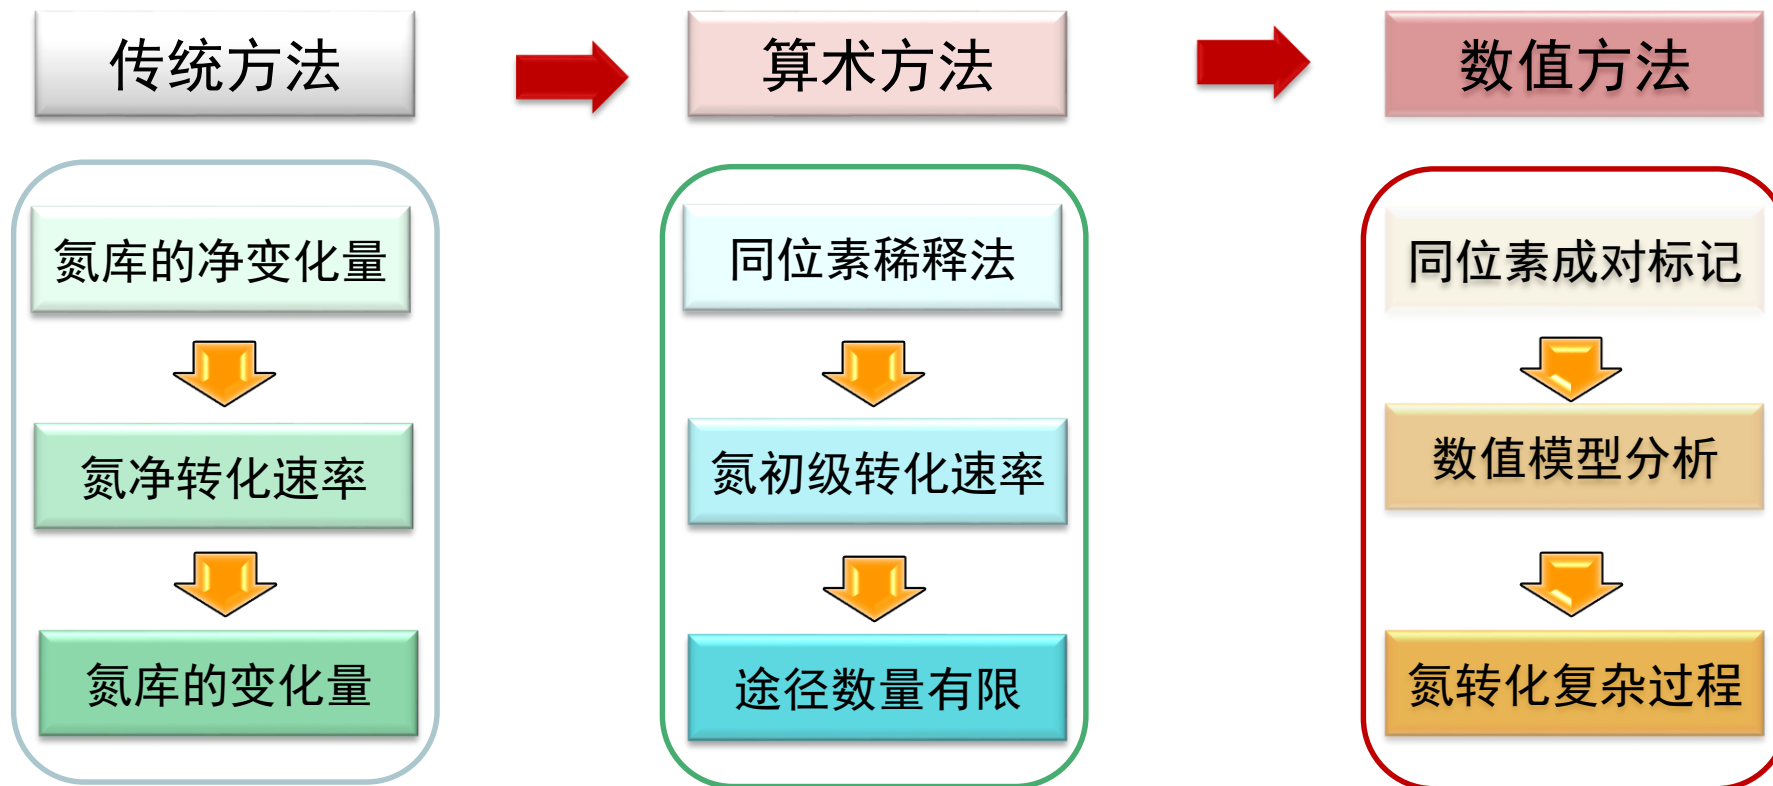 传统方法
算术方法
数值方法
氮库的净变化量
氮净转化速率
氮库的变化量
同位素稀释法
氮初级转化速率
途径数量有限
同位素成对标记
数值模型分析
氮转化复杂过程